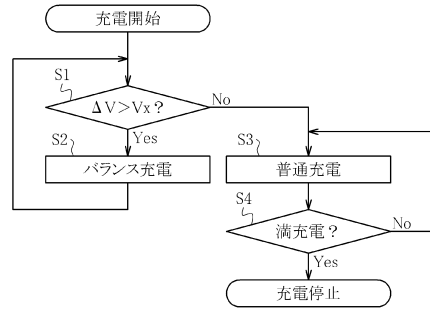 充電開始
S1
ΔV>Vx?
No
Yes
S2
バランス充電
S3
普通充電
S4
満充電?
No
Yes
充電停止